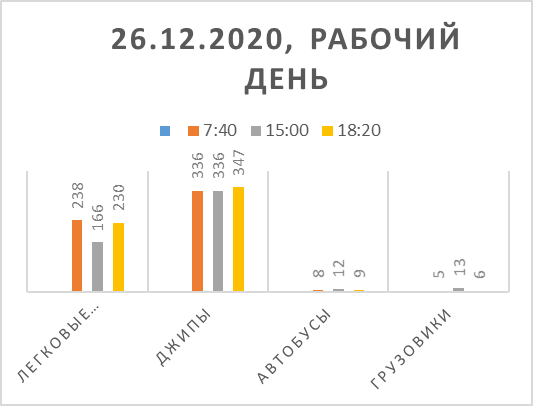 26.12.2020, РАБОЧИЙ
ДЕНЬ
7:40 15:00 18:20
238 166 230 336 336 347 8 12 9 5 13 6
ЛЕГКОВЫЕ… ДЖИПЫ АВТОБУСЫ ГРУЗОВИКИ